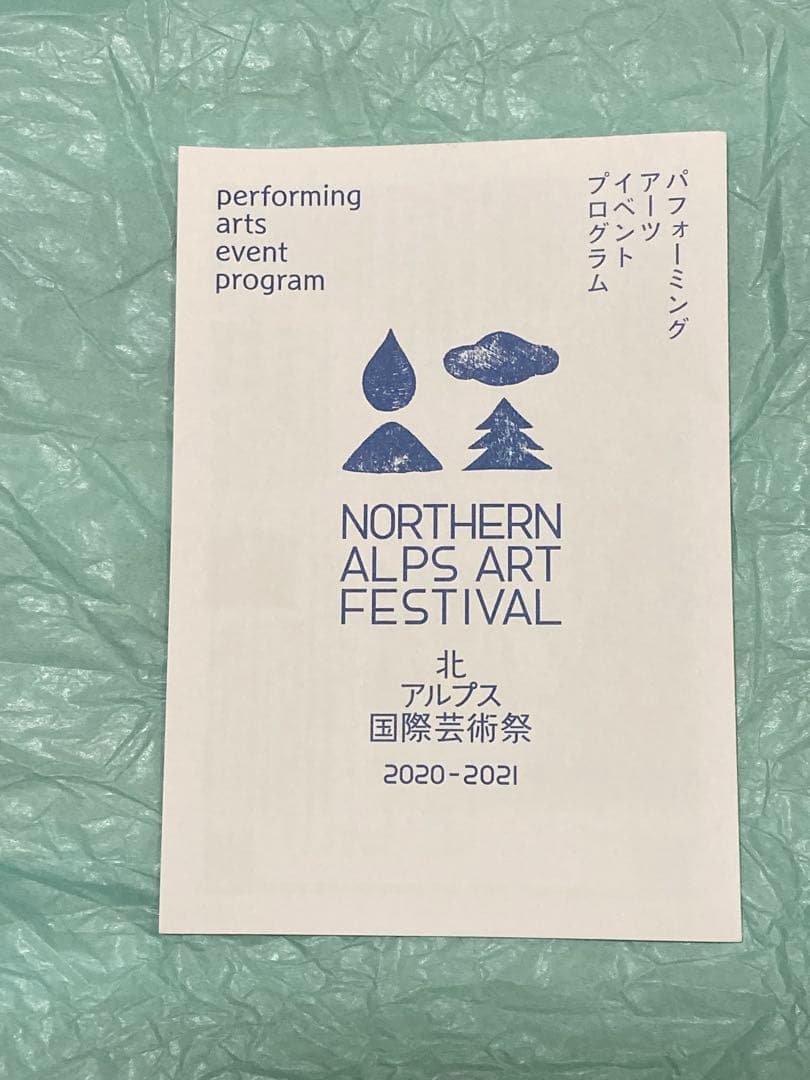 performing
arts
event
program
パフォーミング
アーツ
イベント
プログラム
NORTHERN
ALPS ART
FESTIVAL
北
アルプス
国際芸術祭
2020-2021